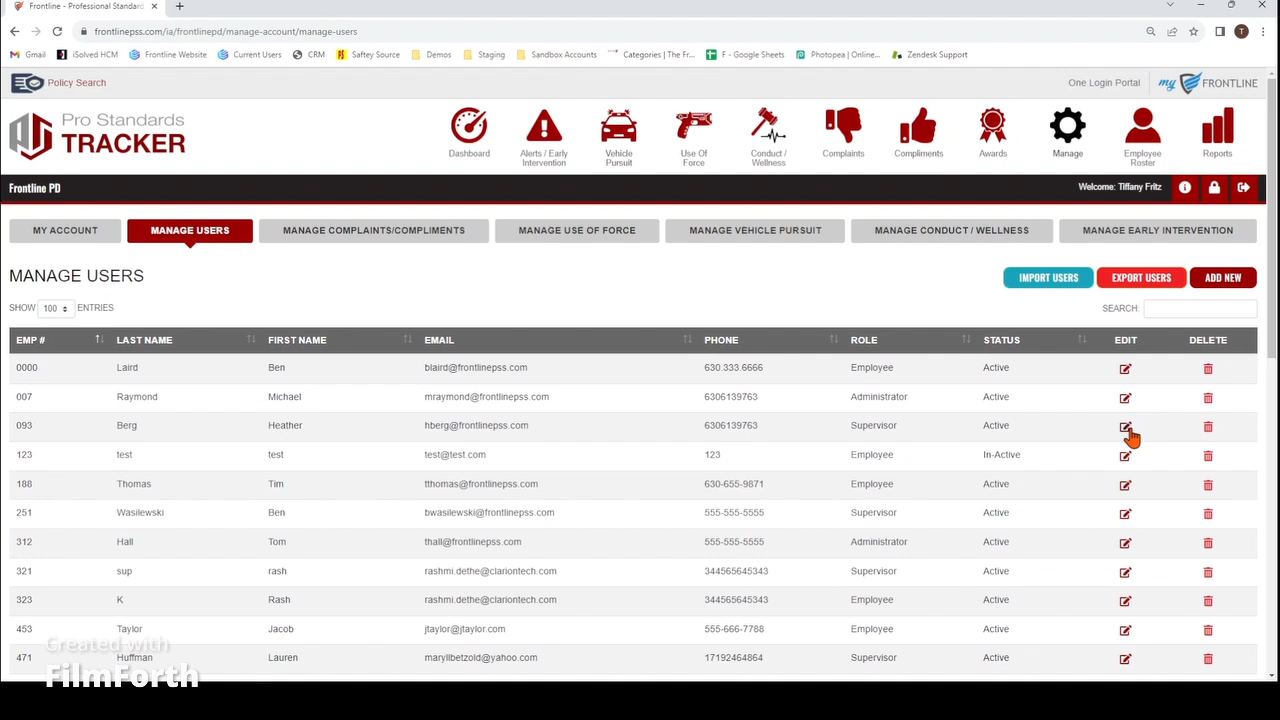 Frontline - Professional Standard
frontlinepss.com/ia/frontlinepd/manage-account/manage-users
T
Gmail iSolved HCM Frontline Website Current Users CRM Saftey Source Demos Staging Sandbox Accounts Categories | The Fr... F - Google Sheets Photopea | Online... Zendesk Support
Policy Search One Login Portal my FRONTLINE
Pro Standards
TRACKER
Dashboard
Alerts / Early
Intervention
Vehicle
Pursuit
Use Of
Force
Conduct /
Wellness
Complaints
Compliments
Awards
Manage
Employee
Roster
Reports
Frontline PD Welcome: Tiffany Fritz
MY ACCOUNT MANAGE USERS MANAGE COMPLAINTS/COMPLIMENTS MANAGE USE OF FORCE MANAGE VEHICLE PURSUIT MANAGE CONDUCT / WELLNESS MANAGE EARLY INTERVENTION
MANAGE USERS IMPORT USERS EXPORT USERS ADD NEW
SHOW 100 ENTRIES SEARCH:
EMP # LAST NAME FIRST NAME EMAIL PHONE ROLE STATUS EDIT DELETE
0000 Laird Ben blaird@frontlinepss.com 630.333.6666 Employee Active
007 Raymond Michael mraymond@frontlinepss.com 6306139763 Administrator Active
093 Berg Heather hberg@frontlinepss.com 6306139763 Supervisor Active
123 test test test@test.com 123 Employee In-Active
188 Thomas Tim tthomas@frontlinepss.com 630-655-9871 Employee Active
251 Wasilewski Ben bwasilewski@frontlinepss.com 555-555-5555 Supervisor Active
312 Hall Tom thall@frontlinepss.com 555-555-5555 Administrator Active
321 sup rash rashmi.dethe@clariontech.com 344565645343 Supervisor Active
323 K Rash rashmi.dethe@clariontech.com 344565645343 Employee Active
453 Taylor Jacob jtaylor@jtaylor.com 555-666-7788 Employee Active
471 Huffman Lauren maryllbetzold@yahoo.com 17192464864 Supervisor Active
Created with
FilmForth